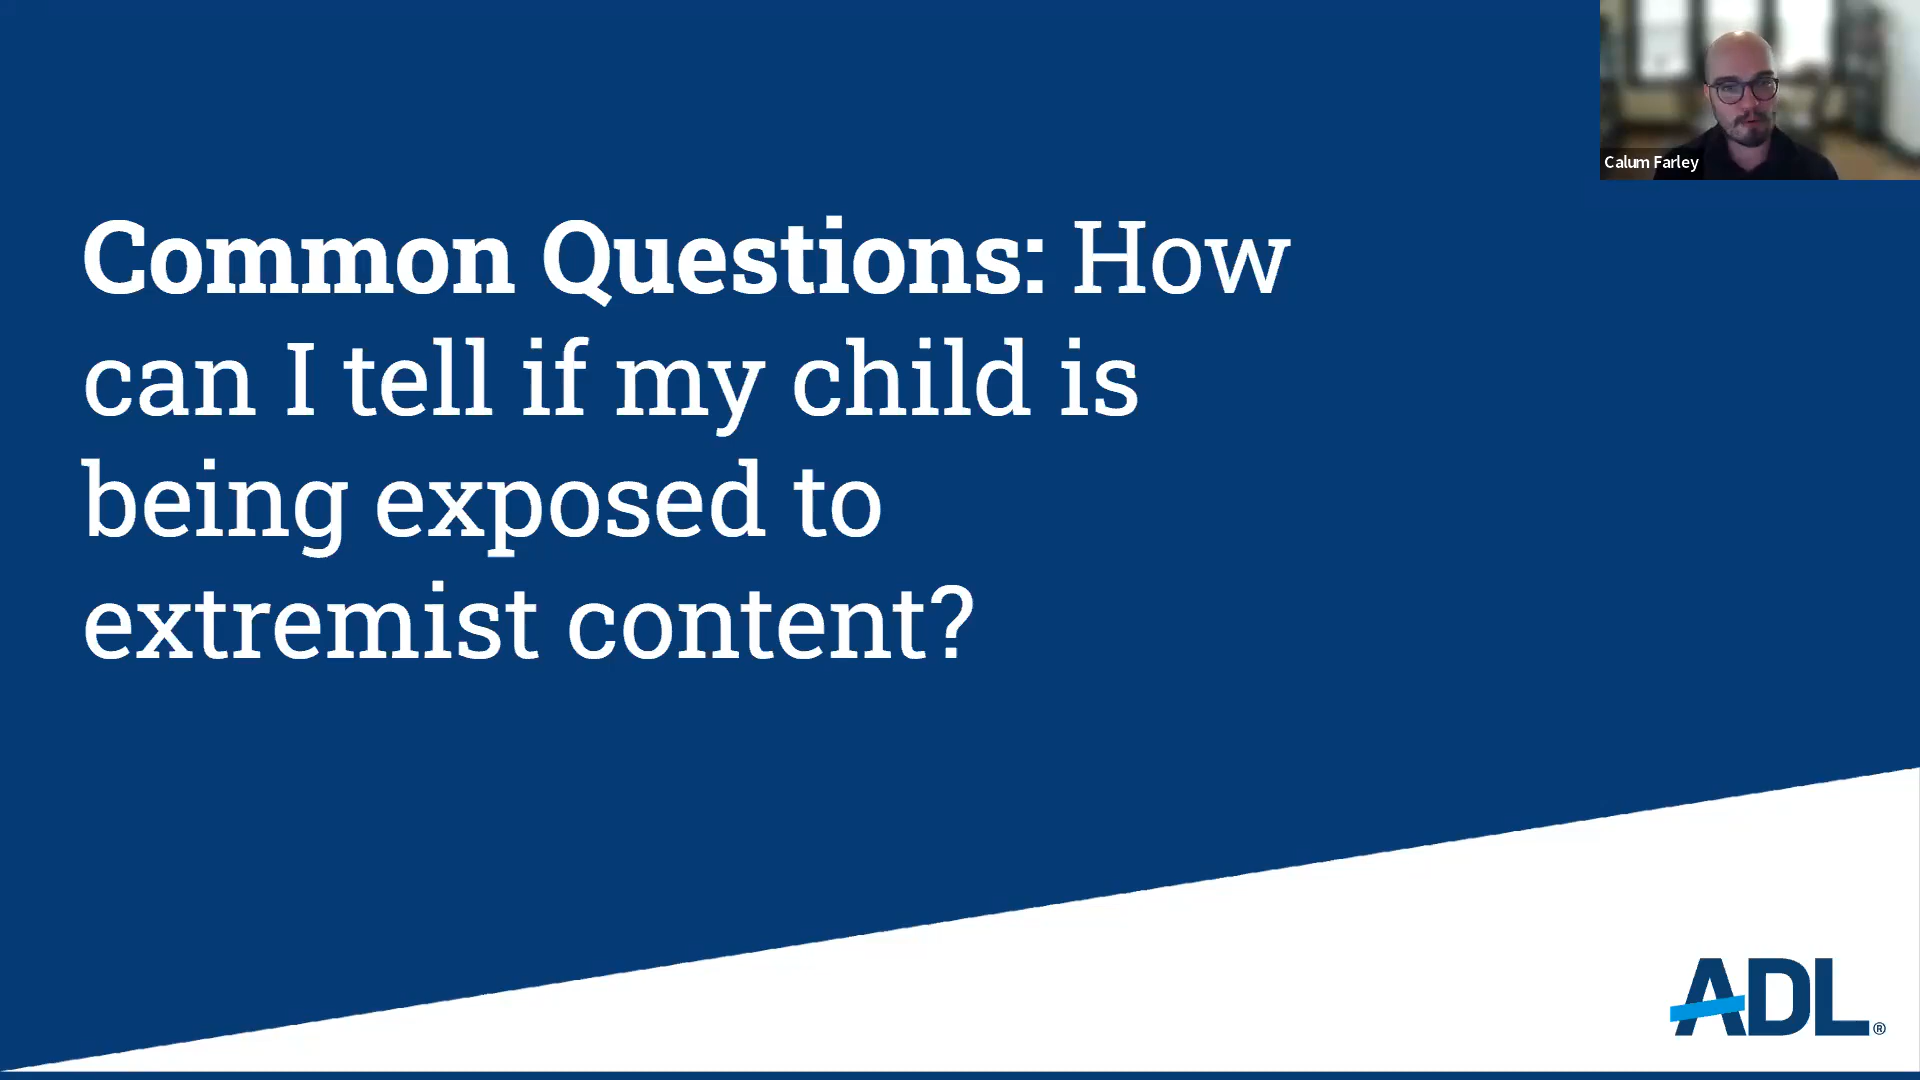 Calum Farley
Common Questions: How
can I tell if my child is
being exposed to
extremist content?
ADL®